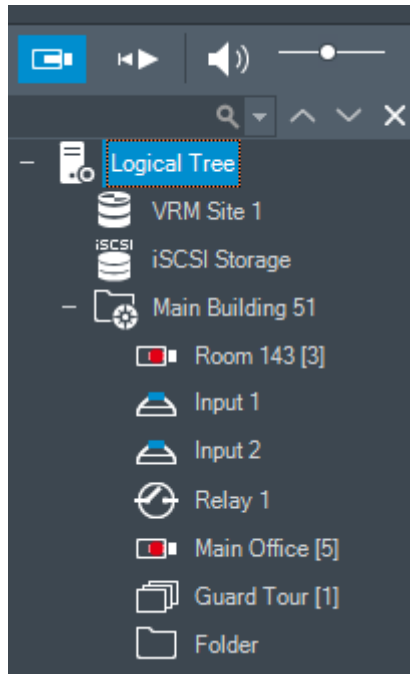 Logical Tree
VRM Site 1
iSCSI
iSCSI Storage
Main Building 51
Room 143 [3]
Input 1
Input 2
Relay 1
Main Office [5]
Guard Tour [1]
Folder